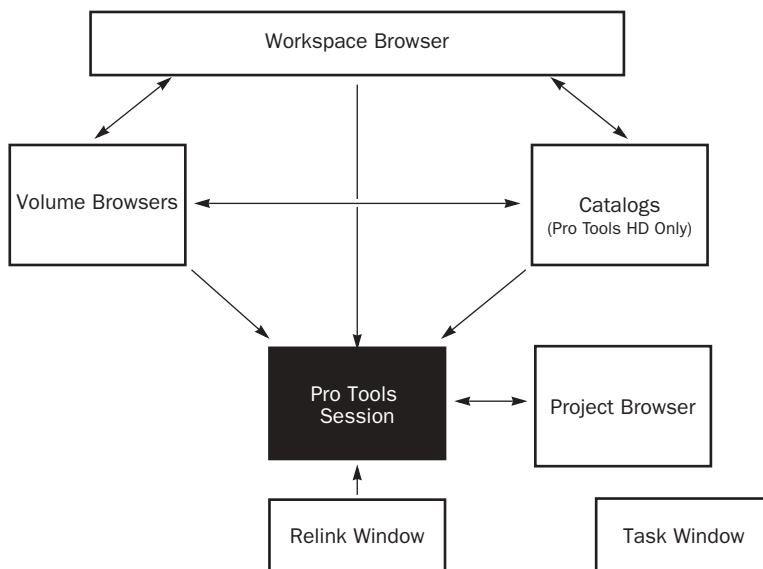 Workspace Browser
Volume Browsers
Catalogs
(Pro Tools HD Only)
Pro Tools
Session
Project Browser
Relink Window
Task Window